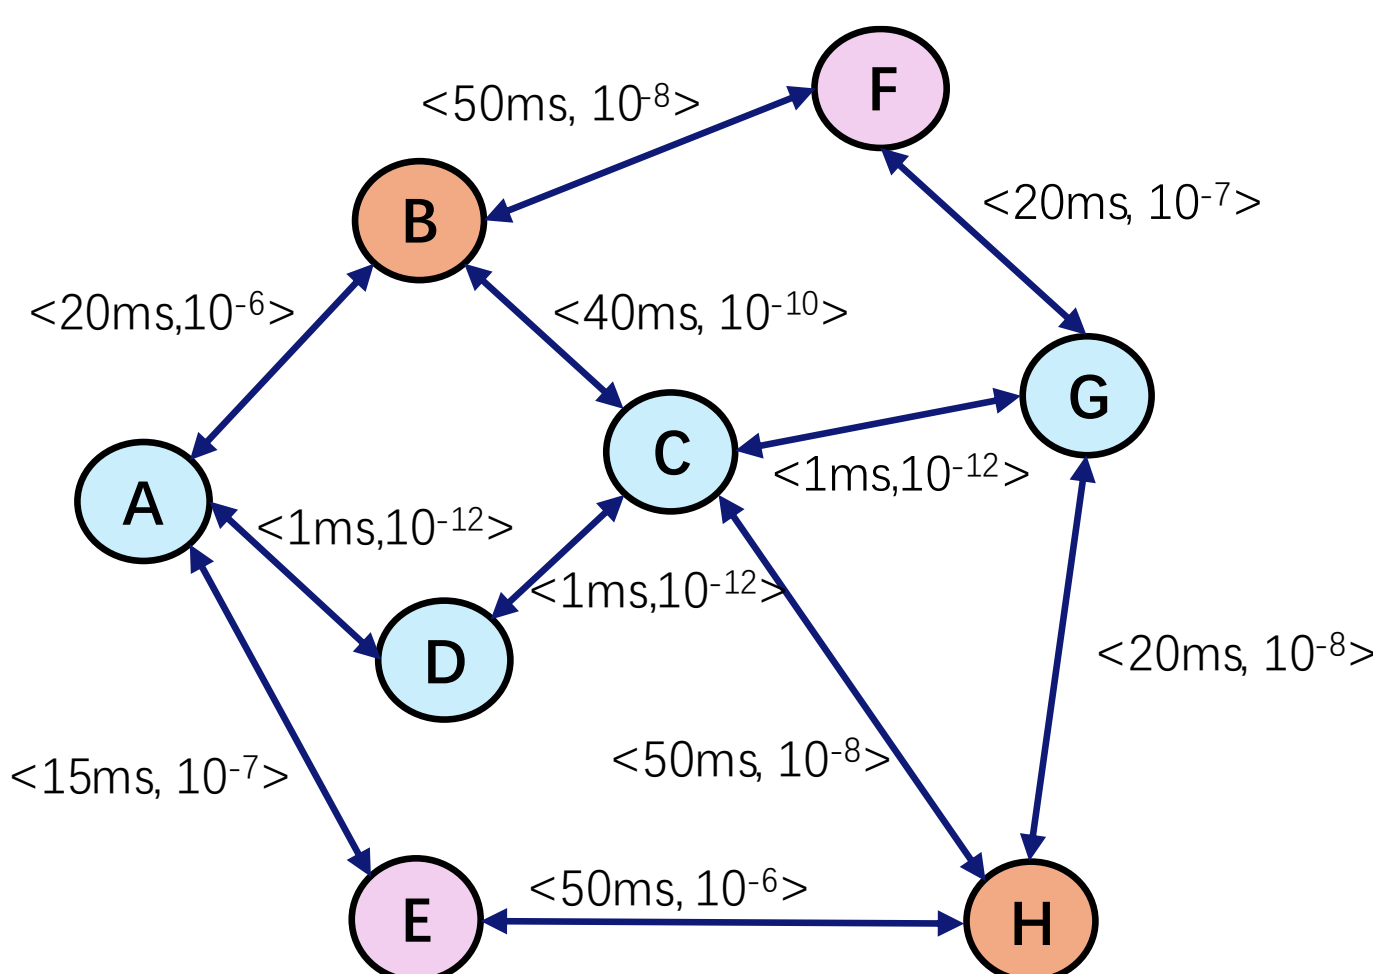 F
<50ms, 10⁻⁸>
<20ms, 10⁻⁷>
B
<20ms,10⁻⁶>
<40ms, 10⁻¹⁰>
G
C
<1ms,10⁻¹²>
A
<1ms,10⁻¹²>
<1ms,10⁻¹²>
D
<20ms, 10⁻⁸>
<50ms, 10⁻⁸>
<15ms, 10⁻⁷>
<50ms, 10⁻⁶>
E
H